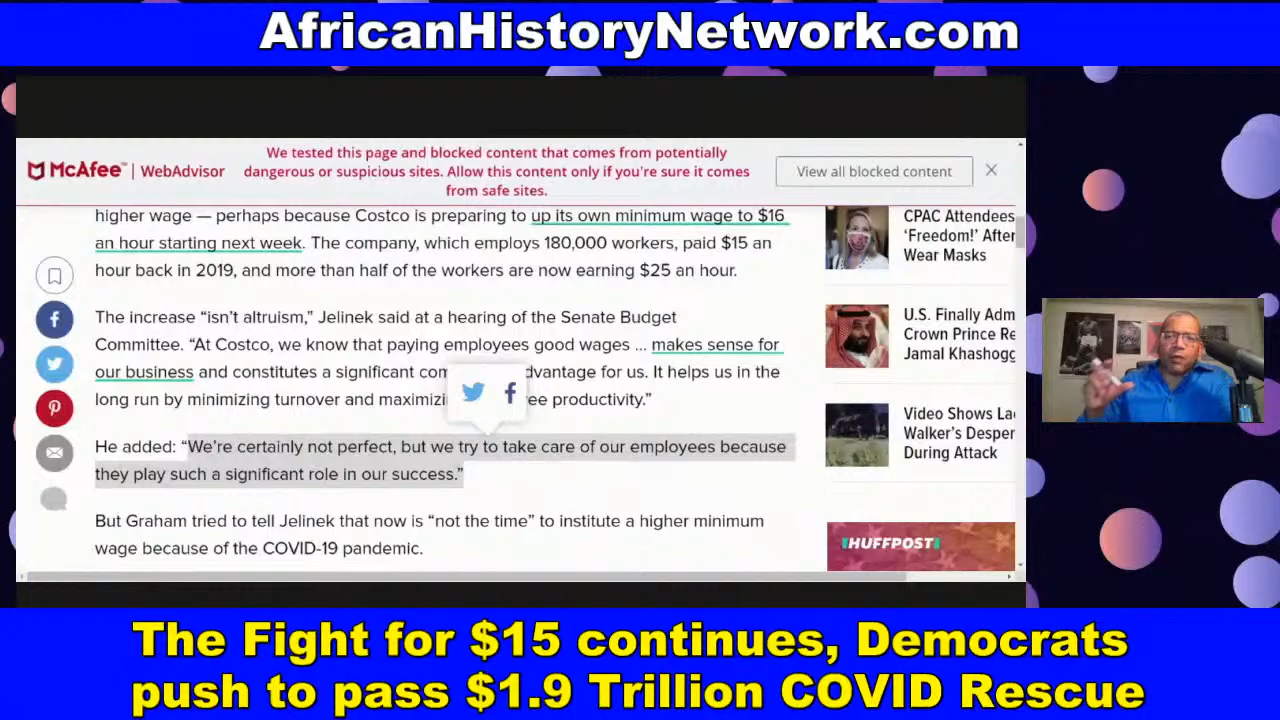 AfricanHistoryNetwork.com
McAfee™ | WebAdvisor
We tested this page and blocked content that comes from potentially
dangerous or suspicious sites. Allow this content only if you're sure it comes
from safe sites.
View all blocked content
higher wage — perhaps because Costco is preparing to up its own minimum wage to $16
an hour starting next week. The company, which employs 180,000 workers, paid $15 an
hour back in 2019, and more than half of the workers are now earning $25 an hour.
The increase “isn’t altruism,” Jelinek said at a hearing of the Senate Budget
Committee. “At Costco, we know that paying employees good wages ... makes sense for
our business and constitutes a significant com dvantage for us. It helps us in the
long run by minimizing turnover and maximizi ee productivity.”
He added: “We’re certainly not perfect, but we try to take care of our employees because
they play such a significant role in our success.”
But Graham tried to tell Jelinek that now is “not the time” to institute a higher minimum
wage because of the COVID-19 pandemic.
CPAC Attendees
‘Freedom!’ After
Wear Masks
U.S. Finally Adm
Crown Prince Re
Jamal Khashogg
Video Shows La
Walker’s Desper
During Attack
HUFFPOST
The Fight for $15 continues, Democrats
push to pass $1.9 Trillion COVID Rescue